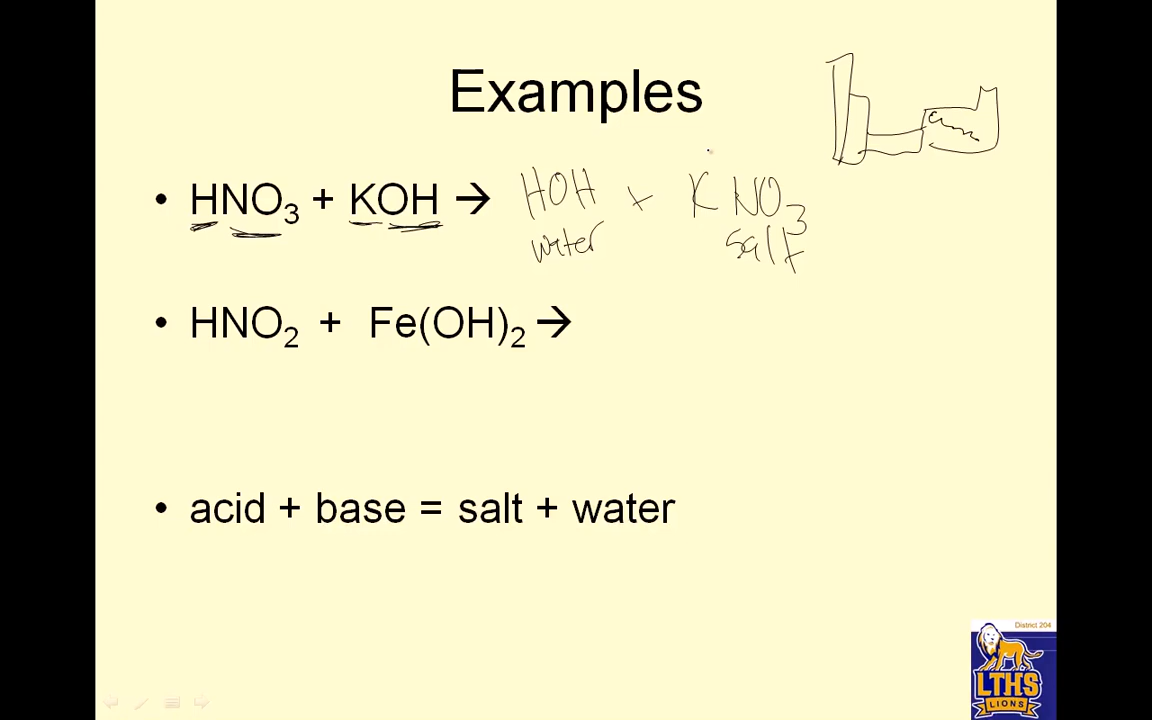 Examples
• HNO₃ + KOH → HOH + KNO₃
water salt
• HNO₂ + Fe(OH)₂ →
• acid + base = salt + water
District 204
LTHS
LIONS